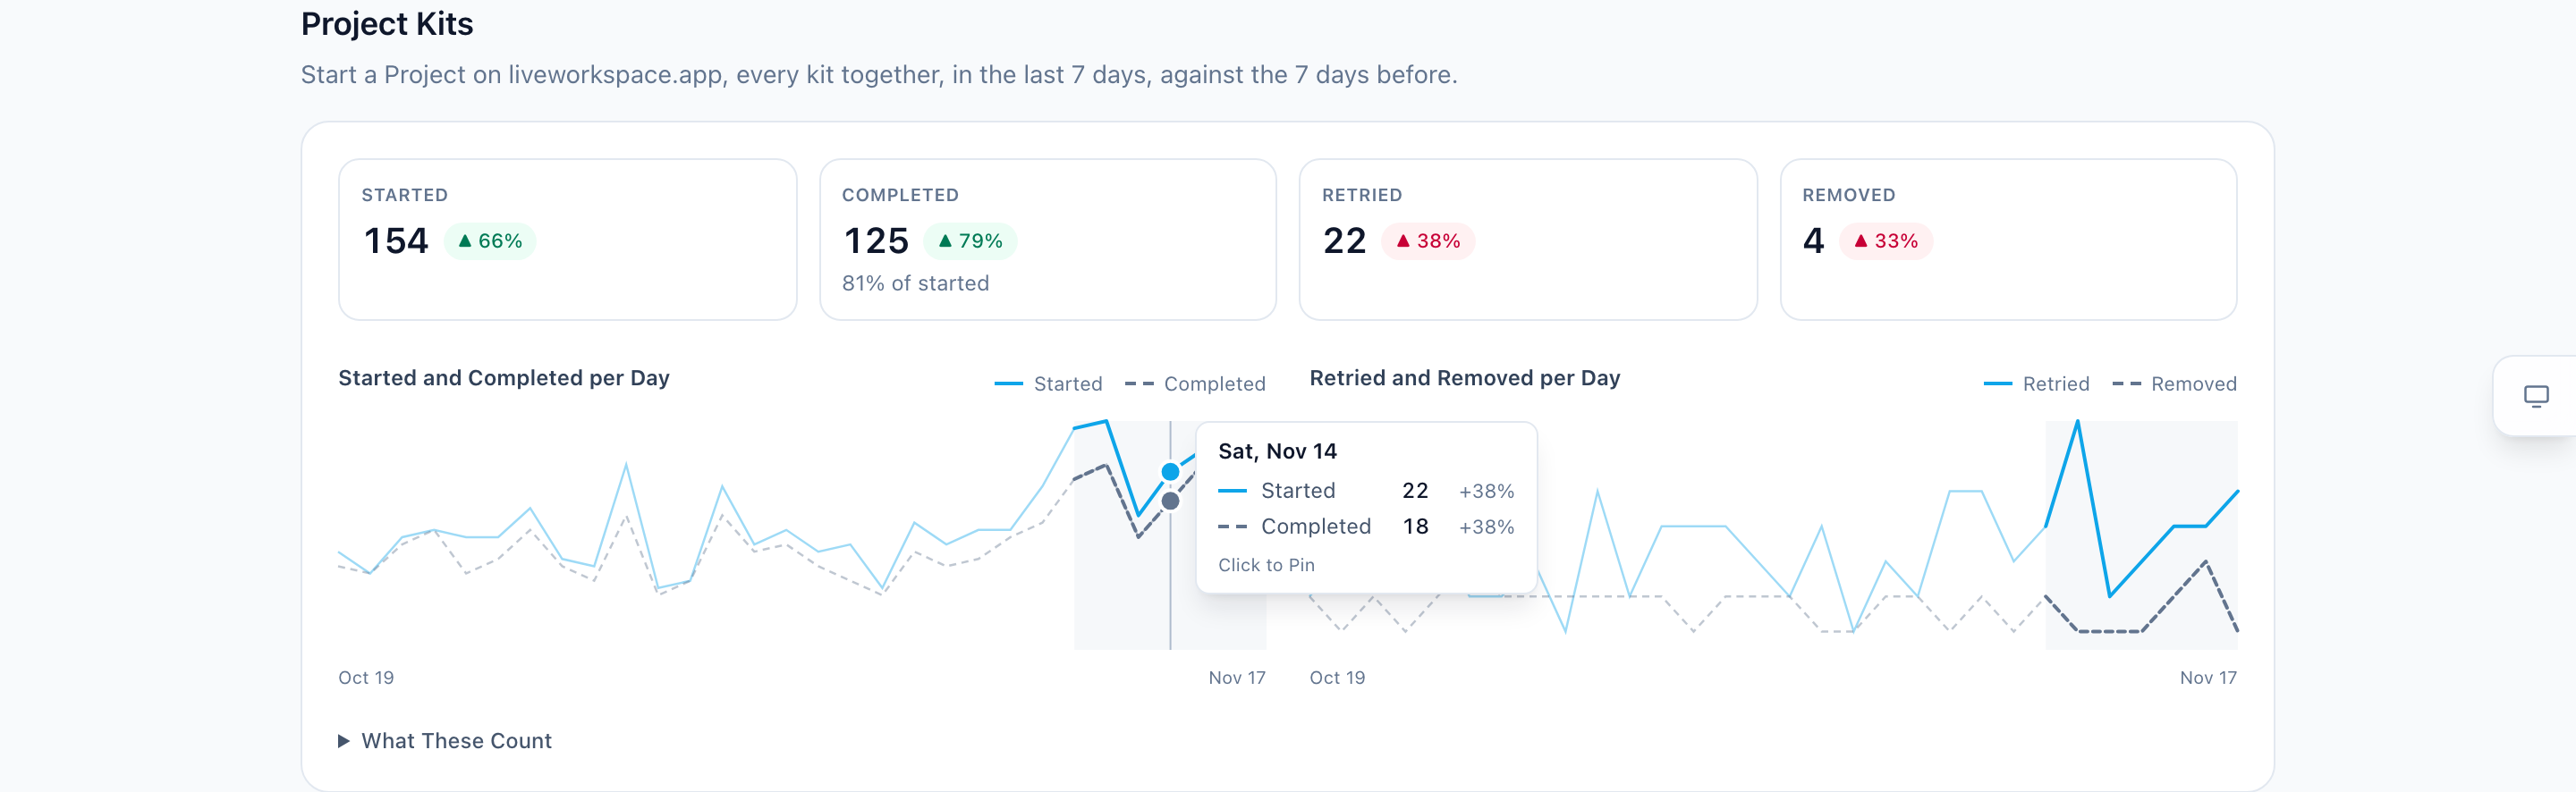 Project Kits
Start a Project on liveworkspace.app, every kit together, in the last 7 days, against the 7 days before.
STARTED
154 ▲ 66%
COMPLETED
125 ▲ 79%
81% of started
RETRIED
22 ▲ 38%
REMOVED
4 ▲ 33%
Started and Completed per Day
Started Completed
Sat, Nov 14
Started 22 +38%
Completed 18 +38%
Click to Pin
Oct 19 Nov 17
Retried and Removed per Day
Retried Removed
Oct 19 Nov 17
▶ What These Count